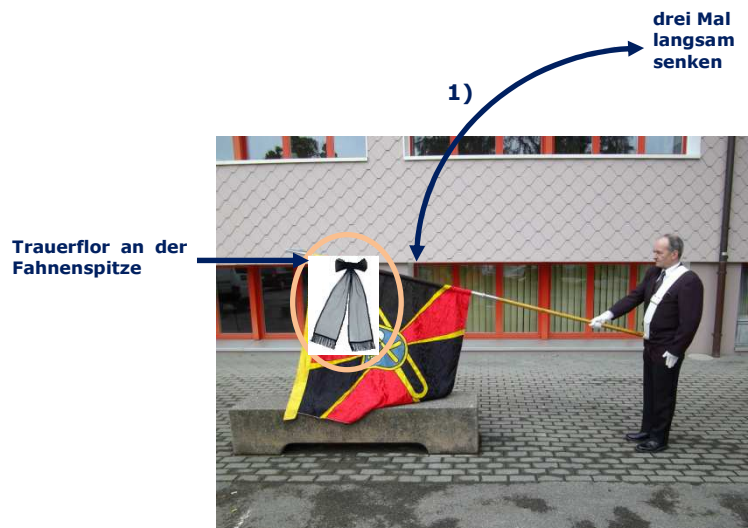 drei Mal
langsam
senken
1)
Trauerflor an der
Fahnenspitze